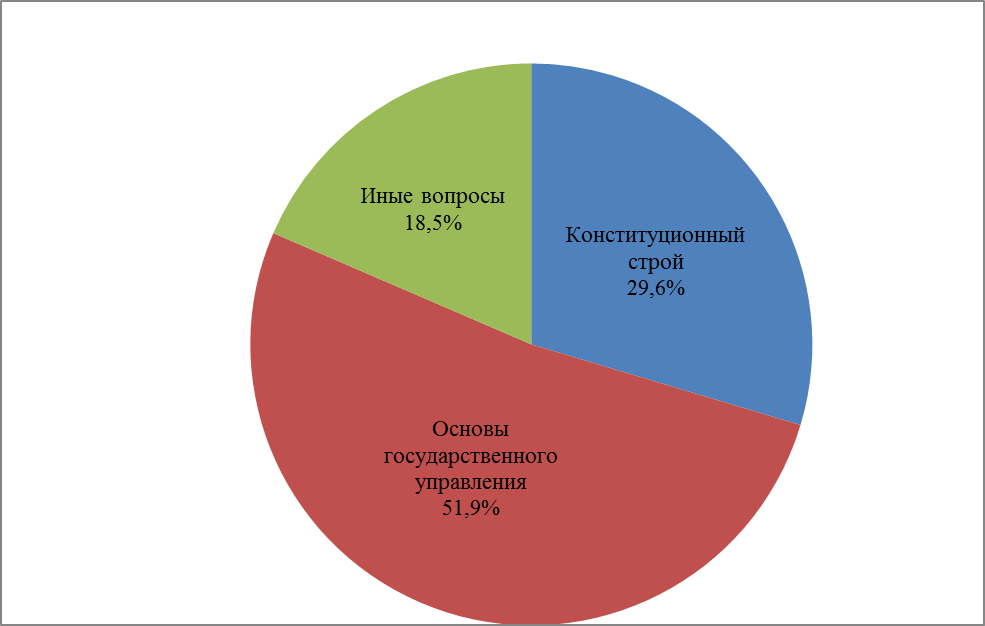 Иные вопросы
18,5%
Конституционный
строй
29,6%
Основы
государственного
управления
51,9%